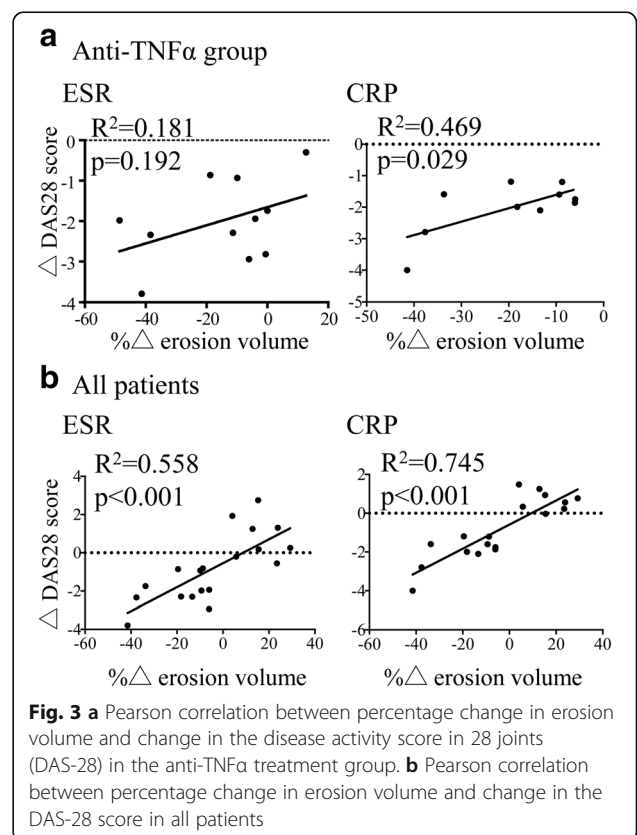 a Anti-TNFα group
ESR
CRP
R²=0.181
p=0.192
R²=0.469
p=0.029
△ DAS28 score
0
-1
-2
-3
-4
-60 -40 -20 0 20
%△ erosion volume
0
-1
-2
-3
-4
-5
-50 -40 -30 -20 -10 0
%△ erosion volume
b All patients
ESR
CRP
R²=0.558
p<0.001
R²=0.745
p<0.001
△ DAS28 score
4
2
0
-2
-4
-60 -40 -20 0 20 40
%△ erosion volume
2
0
-2
-4
-6
-60 -40 -20 0 20 40
%△ erosion volume
Fig. 3 a Pearson correlation between percentage change in erosion
volume and change in the disease activity score in 28 joints
(DAS-28) in the anti-TNFα treatment group. b Pearson correlation
between percentage change in erosion volume and change in the
DAS-28 score in all patients